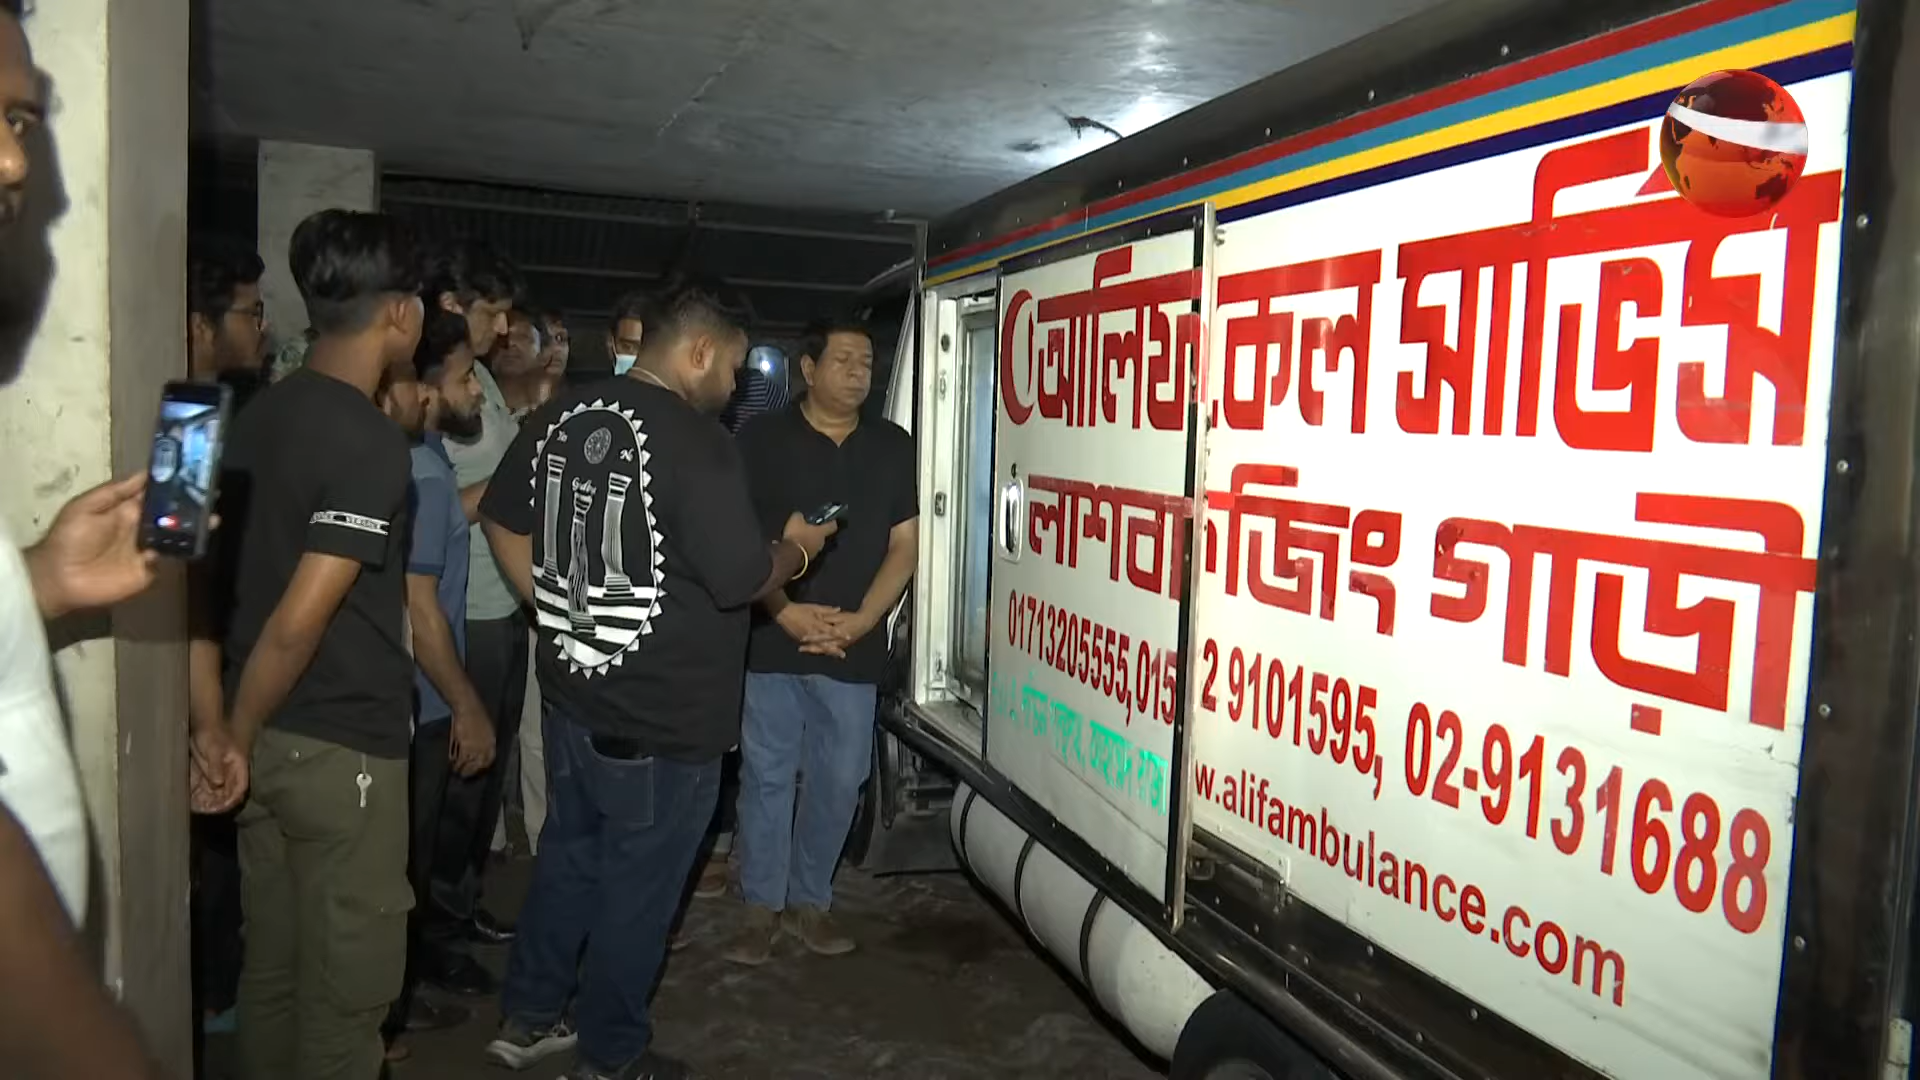 আলিফ কল সার্ভিস
লাশবাহী ফ্রিজিং গাড়ী
01713205555, 015 2 9101595, 02-9131688
w.alifambulance.com